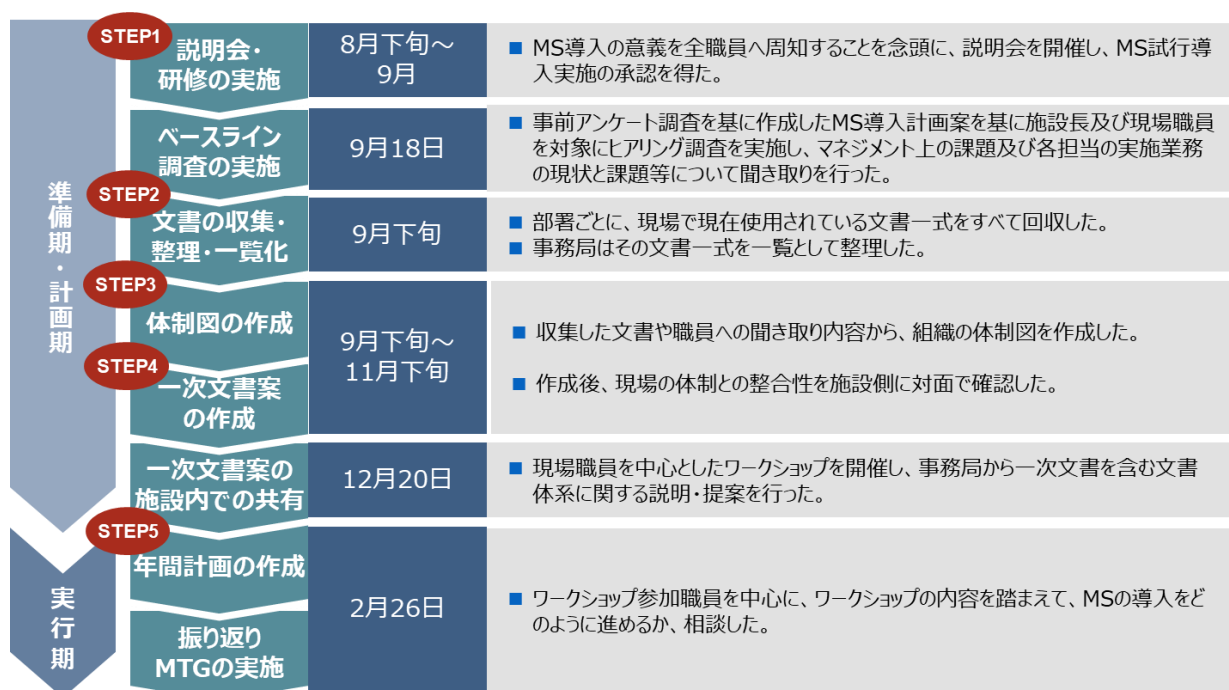 準備期・計画期
STEP1
説明会・
研修の実施
8月下旬～
9月
■ MS導入の意義を全職員へ周知することを念頭に、説明会を開催し、MS試行導
入実施の承認を得た。
ベースライン
調査の実施
9月18日
■ 事前アンケート調査を基に作成したMS導入計画案を基に施設長及び現場職員
を対象にヒアリング調査を実施し、マネジメント上の課題及び各担当の実施業務
の現状と課題等について聞き取りを行った。
STEP2
文書の収集・
整理・一覧化
9月下旬
■ 部署ごとに、現場で現在使用されている文書一式をすべて回収した。
■ 事務局はその文書一式を一覧として整理した。
STEP3
体制図の作成
9月下旬～
11月下旬
■ 収集した文書や職員への聞き取り内容から、組織の体制図を作成した。
■ 作成後、現場の体制との整合性を施設側に対面で確認した。
STEP4
一次文書案
の作成
一次文書案の
施設内での共有
12月20日
■ 現場職員を中心としたワークショップを開催し、事務局から一次文書を含む文書
体系に関する説明・提案を行った。
実行期
STEP5
年間計画の作成
2月26日
■ ワークショップ参加職員を中心に、ワークショップの内容を踏まえて、MSの導入をど
のように進めるか、相談した。
振り返り
MTGの実施